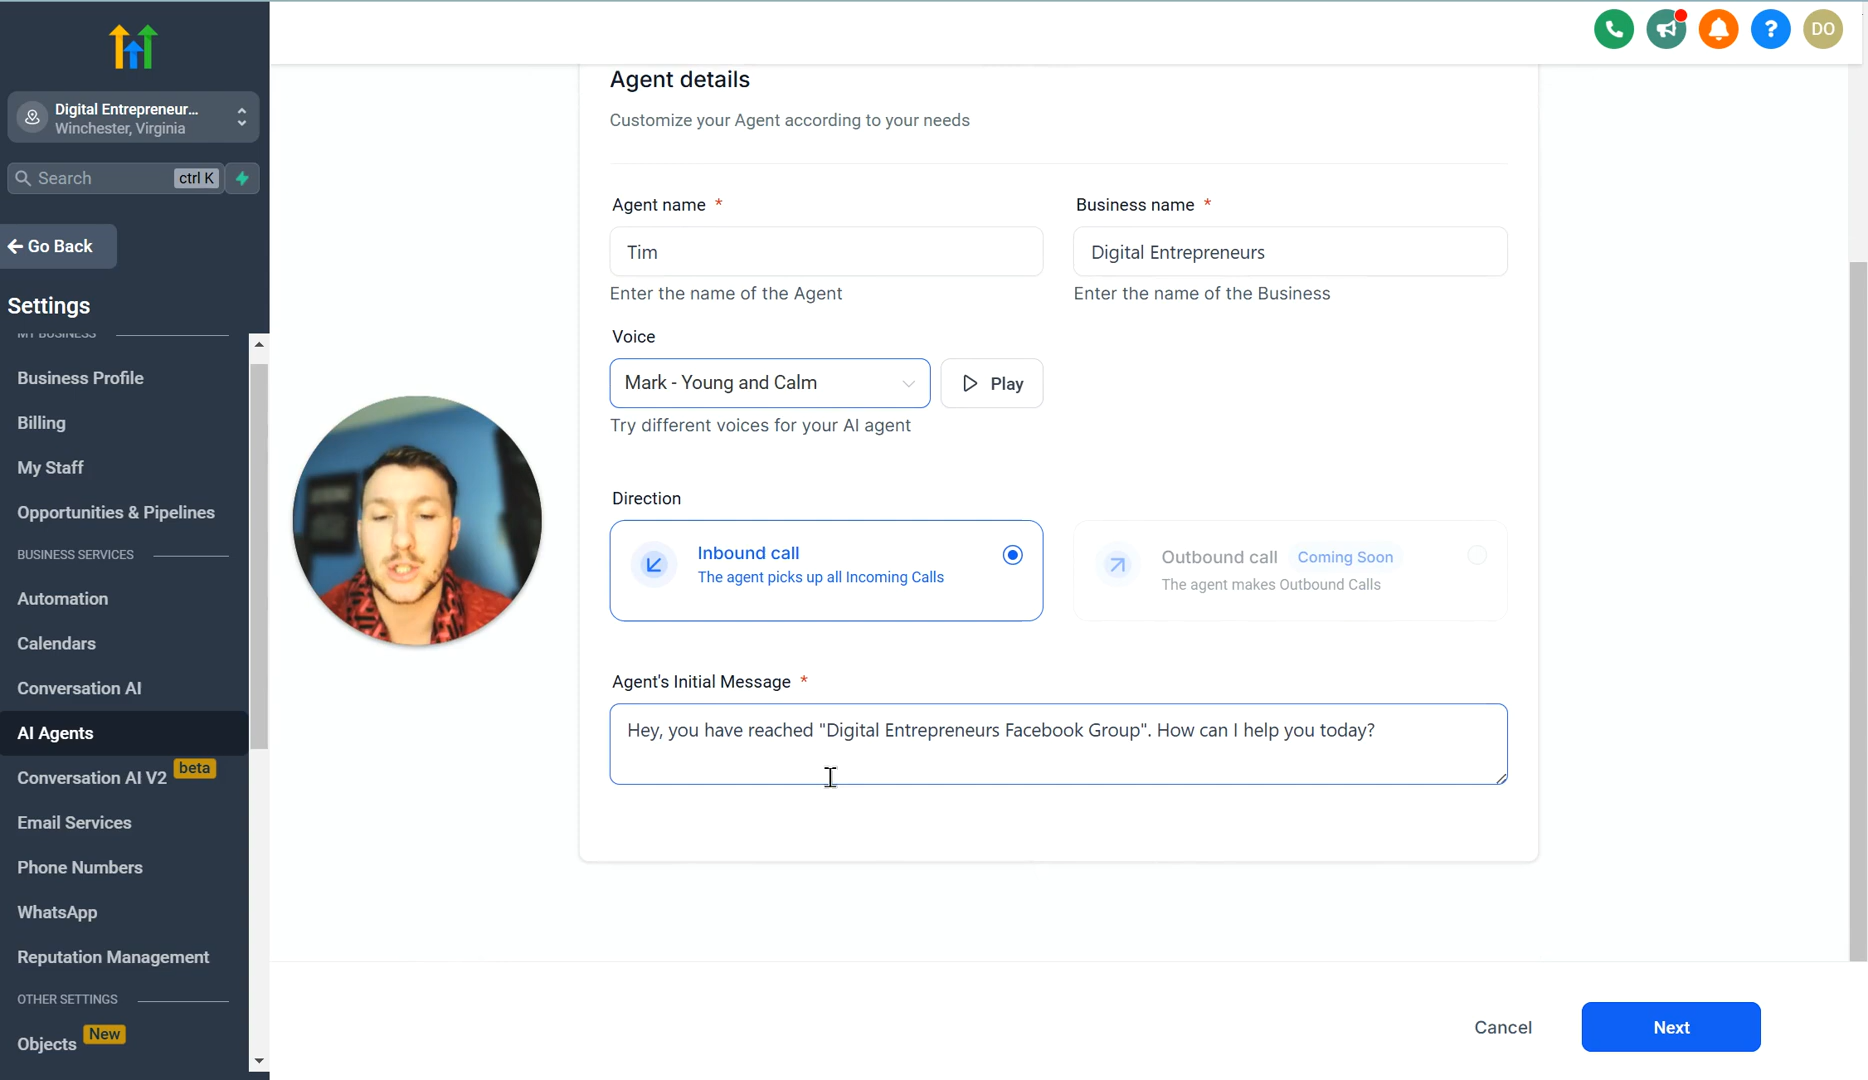 DO
Digital Entrepreneur...
Winchester, Virginia
Search
ctrl K
Go Back
Settings
MY BUSINESS
Business Profile
Billing
My Staff
Opportunities & Pipelines
BUSINESS SERVICES
Automation
Calendars
Conversation AI
AI Agents
Conversation AI V2 beta
Email Services
Phone Numbers
WhatsApp
Reputation Management
OTHER SETTINGS
Objects New
Agent details
Customize your Agent according to your needs
Agent name *
Business name *
Tim
Digital Entrepreneurs
Enter the name of the Agent
Enter the name of the Business
Voice
Mark - Young and Calm
Play
Try different voices for your AI agent
Direction
Inbound call
The agent picks up all Incoming Calls
Outbound call Coming Soon
The agent makes Outbound Calls
Agent's Initial Message *
Hey, you have reached "Digital Entrepreneurs Facebook Group". How can I help you today?
Cancel
Next